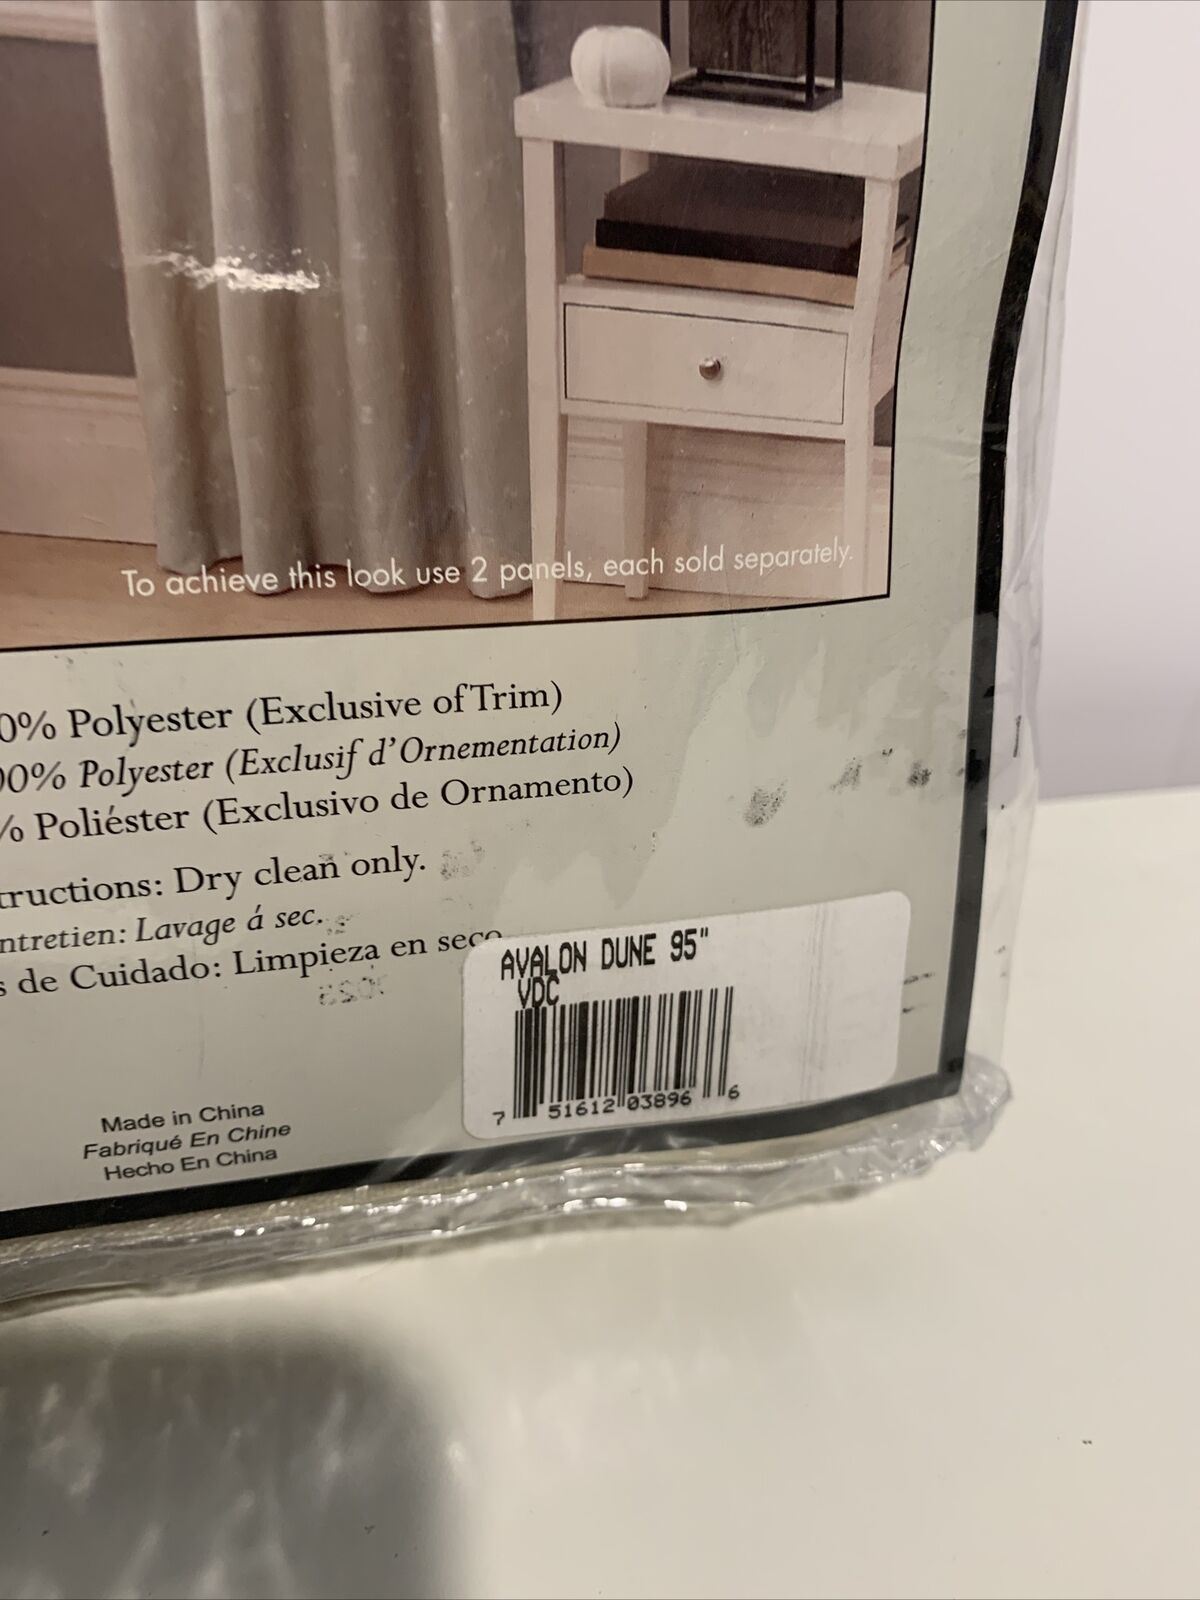 To achieve this look use 2 panels, each sold separately.
0% Polyester (Exclusive of Trim)
00% Polyester (Exclusif d'Ornementation)
% Poliéster (Exclusivo de Ornamento)
tructions: Dry clean only.
ntretien: Lavage á sec.
s de Cuidado: Limpieza en seco
AVALON DUNE 95"
VDC
7 51612 03896 6
Made in China
Fabriqué En Chine
Hecho En China